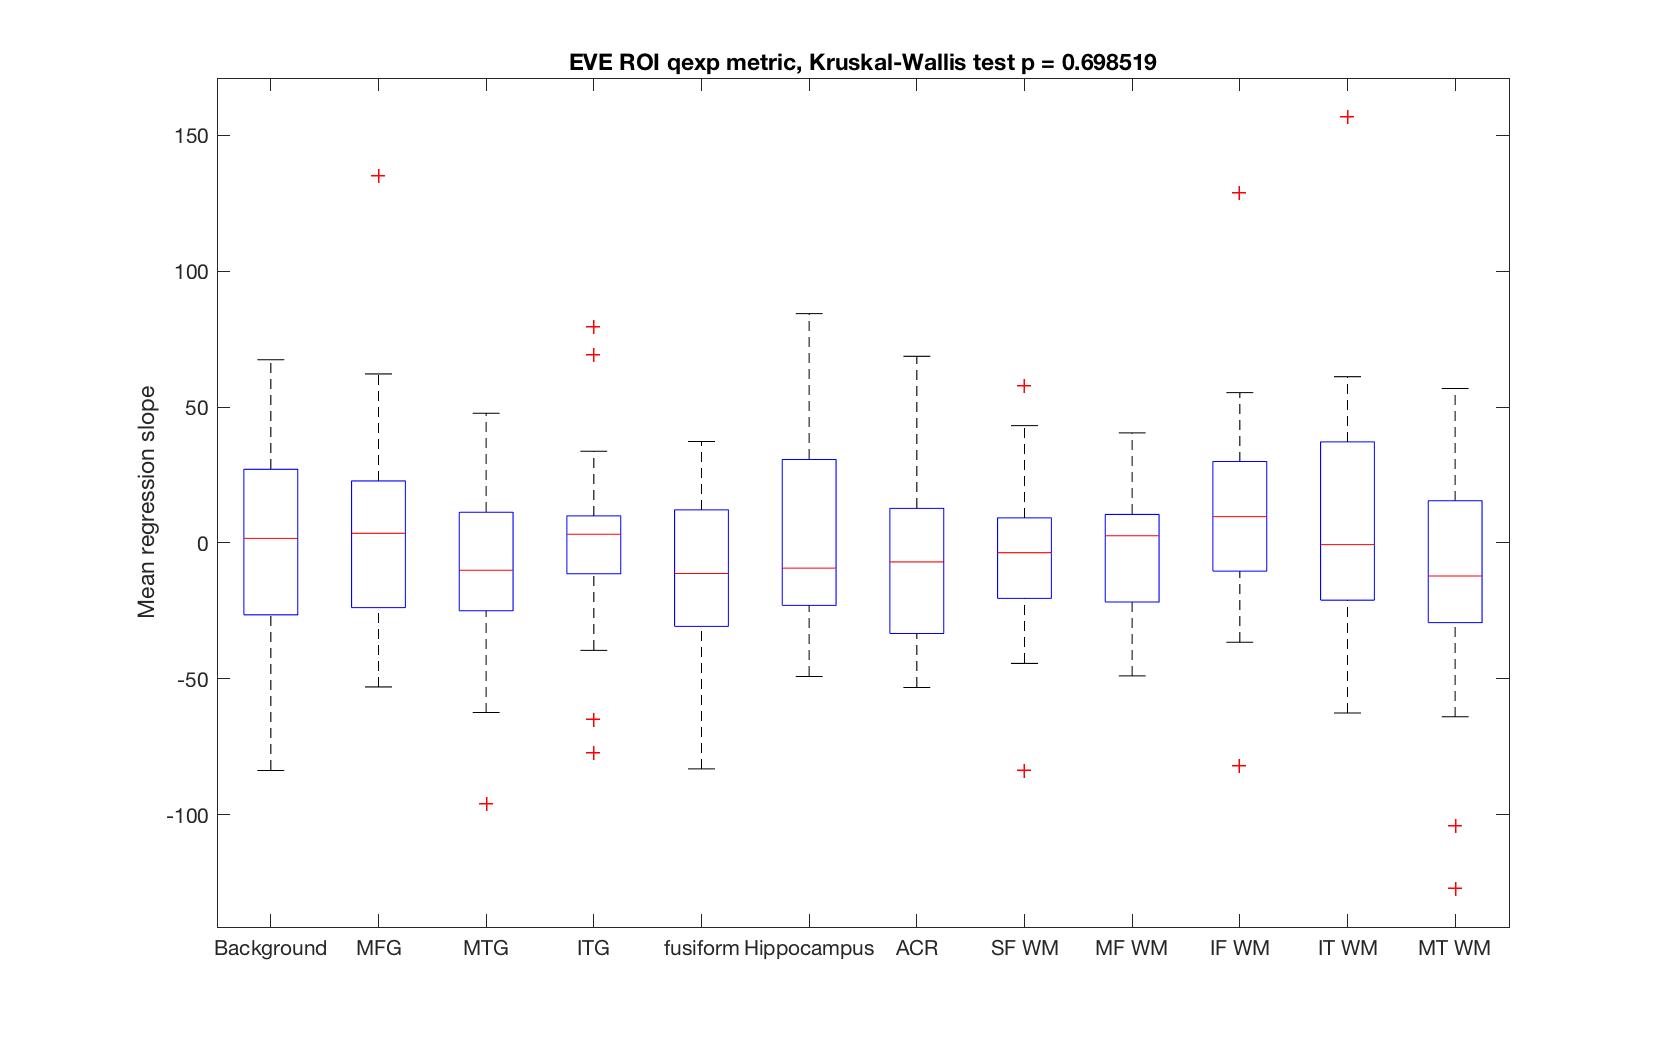 EVE ROI qexp metric, Kruskal-Wallis test p = 0.698519
150
100
50
0
-50
-100
Mean regression slope
Background MFG MTG ITG fusiform Hippocampus ACR SF WM MF WM IF WM IT WM MT WM